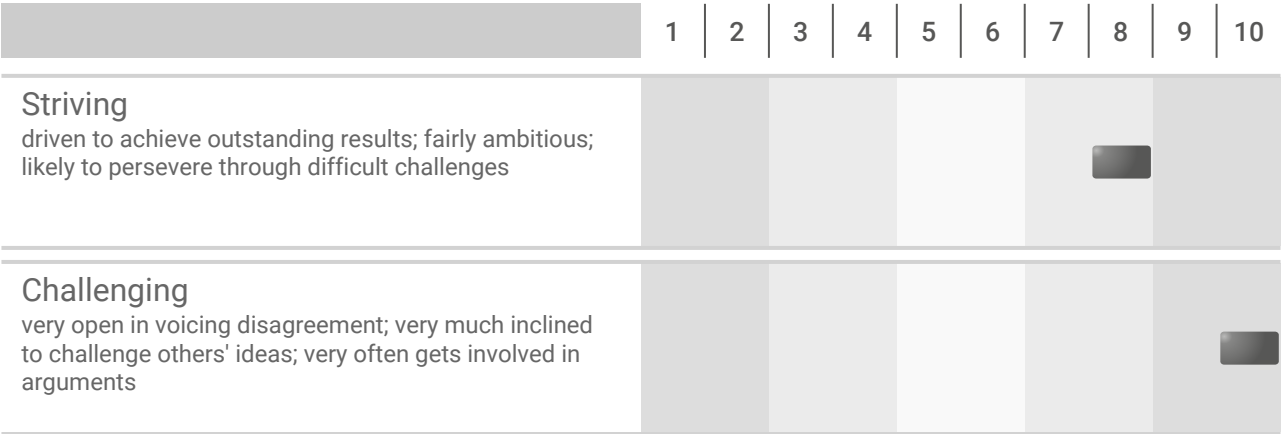 1 2 3 4 5 6 7 8 9 10
Striving
driven to achieve outstanding results; fairly ambitious;
likely to persevere through difficult challenges
Challenging
very open in voicing disagreement; very much inclined
to challenge others' ideas; very often gets involved in
arguments